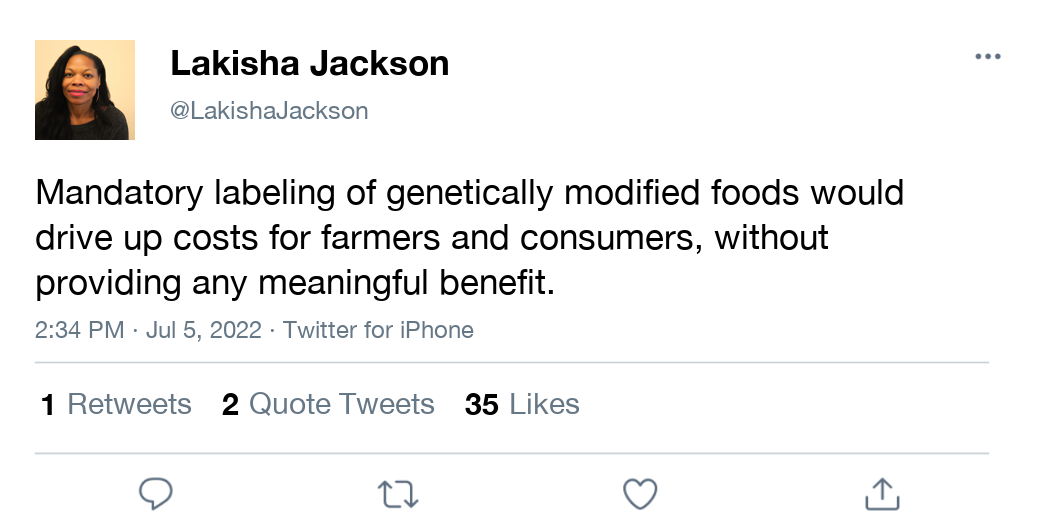 Lakisha Jackson
@LakishaJackson
Mandatory labeling of genetically modified foods would
drive up costs for farmers and consumers, without
providing any meaningful benefit.
2:34 PM · Jul 5, 2022 · Twitter for iPhone
1 Retweets 2 Quote Tweets 35 Likes